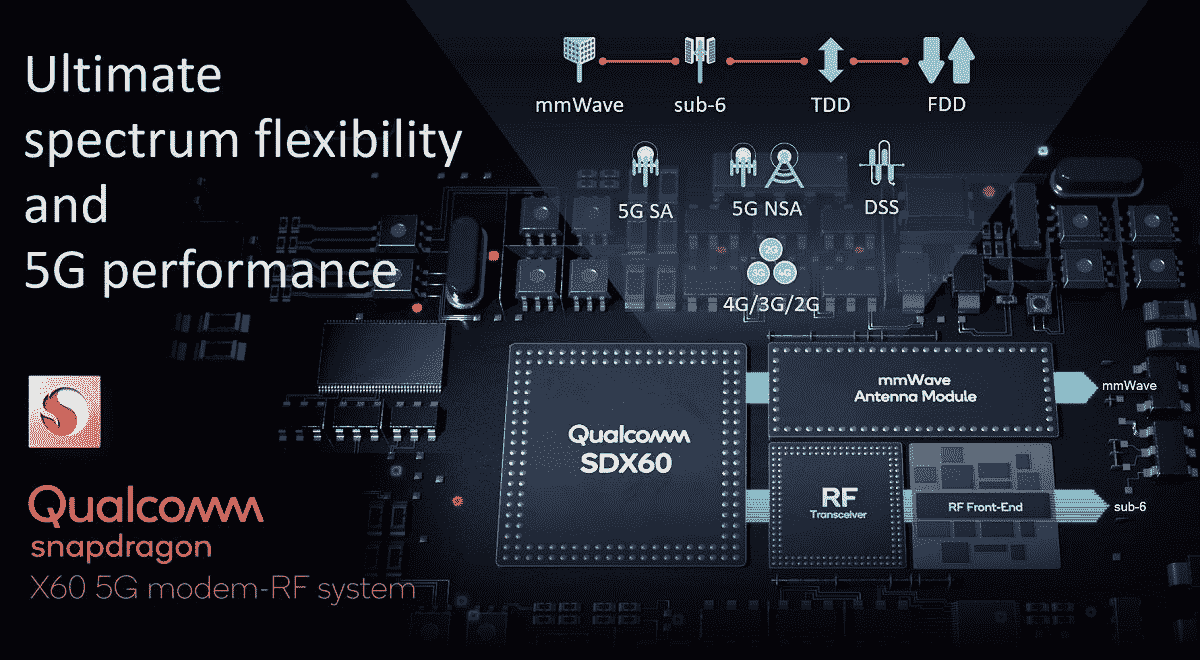 Ultimate
spectrum flexibility
and
5G performance
Qualcomm
snapdragon
X60 5G modem-RF system
mmWave
sub-6
TDD
FDD
5G SA
5G NSA
DSS
2G
3G
4G
4G/3G/2G
Qualcomm
SDX60
mmWave
Antenna Module
mmWave
RF
Transceiver
RF Front-End
sub-6